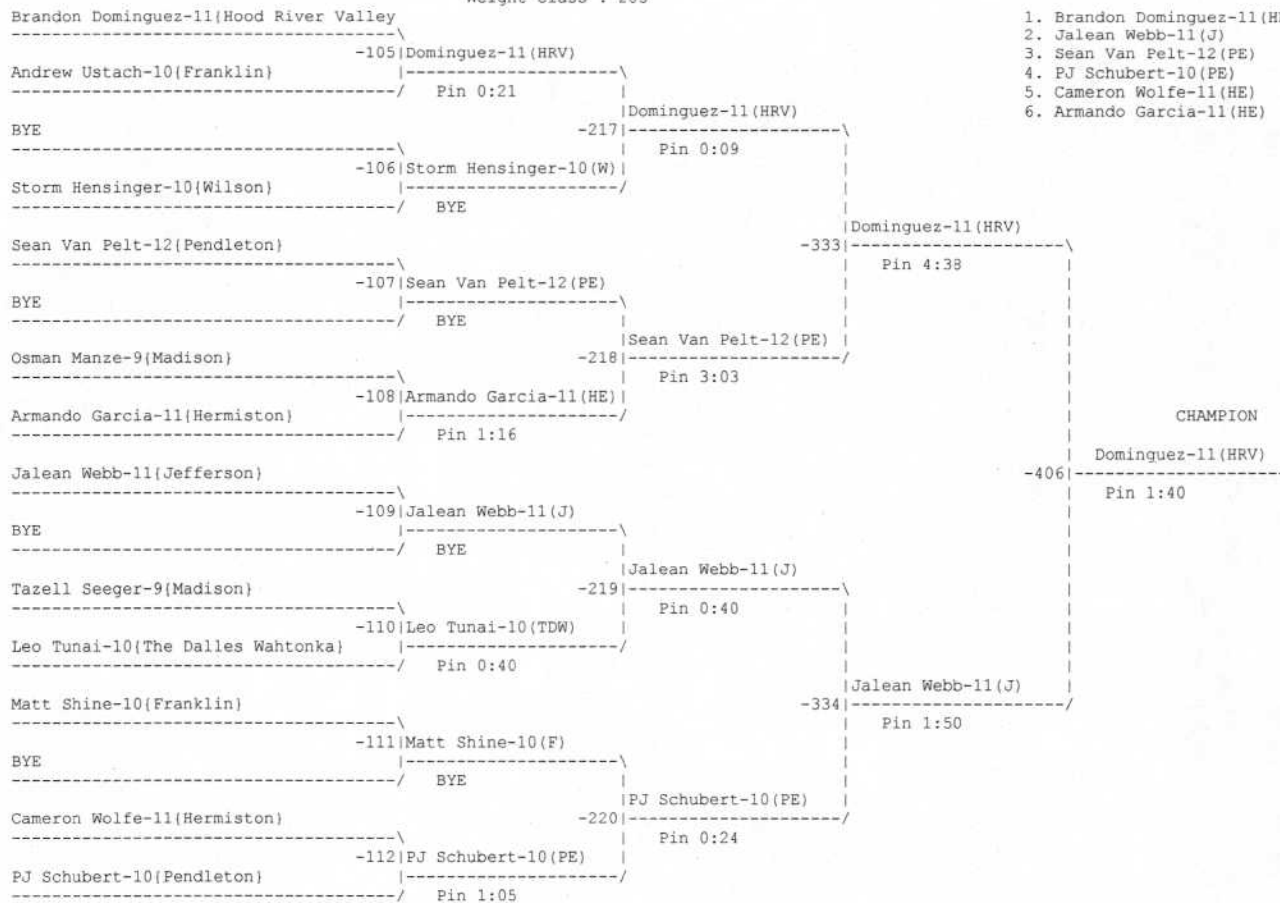 Weight Class : 285
Brandon Dominguez-11{Hood River Valley
1. Brandon Dominguez-11(H
-105|Dominguez-11(HRV)
2. Jalean Webb-11(J)
3. Sean Van Pelt-12(PE)
Andrew Ustach-10{Franklin}
4. PJ Schubert-10(PE)
Pin 0:21
5. Cameron Wolfe-11(HE)
Dominguez-11(HRV)
6. Armando Garcia-11(HE)
BYE
-217|
Pin 0:09
-106|Storm Hensinger-10(W)
Storm Hensinger-10{Wilson}
BYE
Dominguez-11(HRV)
Sean Van Pelt-12{Pendleton}
-333|
Pin 4:38
-107|Sean Van Pelt-12(PE)
BYE
BYE
Sean Van Pelt-12(PE)
Osman Manze-9{Madison}
-218|
Pin 3:03
-108|Armando Garcia-11(HE)
Armando Garcia-11{Hermiston}
CHAMPION
Pin 1:16
Dominguez-11(HRV)
Jalean Webb-11{Jefferson}
-406|
Pin 1:40
-109|Jalean Webb-11(J)
BYE
BYE
Jalean Webb-11(J)
Tazell Seeger-9{Madison}
-219|
Pin 0:40
-110|Leo Tunai-10(TDW)
Leo Tunai-10{The Dalles Wahtonka}
Pin 0:40
Jalean Webb-11(J)
Matt Shine-10{Franklin}
-334|
Pin 1:50
-111|Matt Shine-10(F)
BYE
BYE
PJ Schubert-10(PE)
Cameron Wolfe-11{Hermiston}
-220|
Pin 0:24
-112|PJ Schubert-10(PE)
PJ Schubert-10{Pendleton}
Pin 1:05